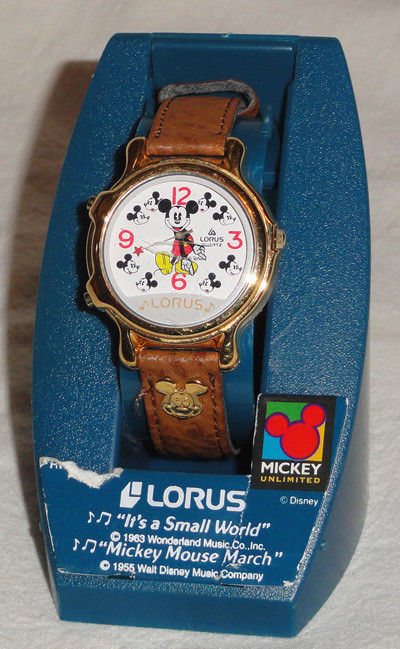 12
LORUS
QUARTZ
9
3
6
♪LORUS♪
MICKEY
UNLIMITED
© Disney
LORUS
♪♫ "It's a Small World"
© 1963 Wonderland Music Co., Inc.
♪♫ "Mickey Mouse March"
© 1955 Walt Disney Music Company